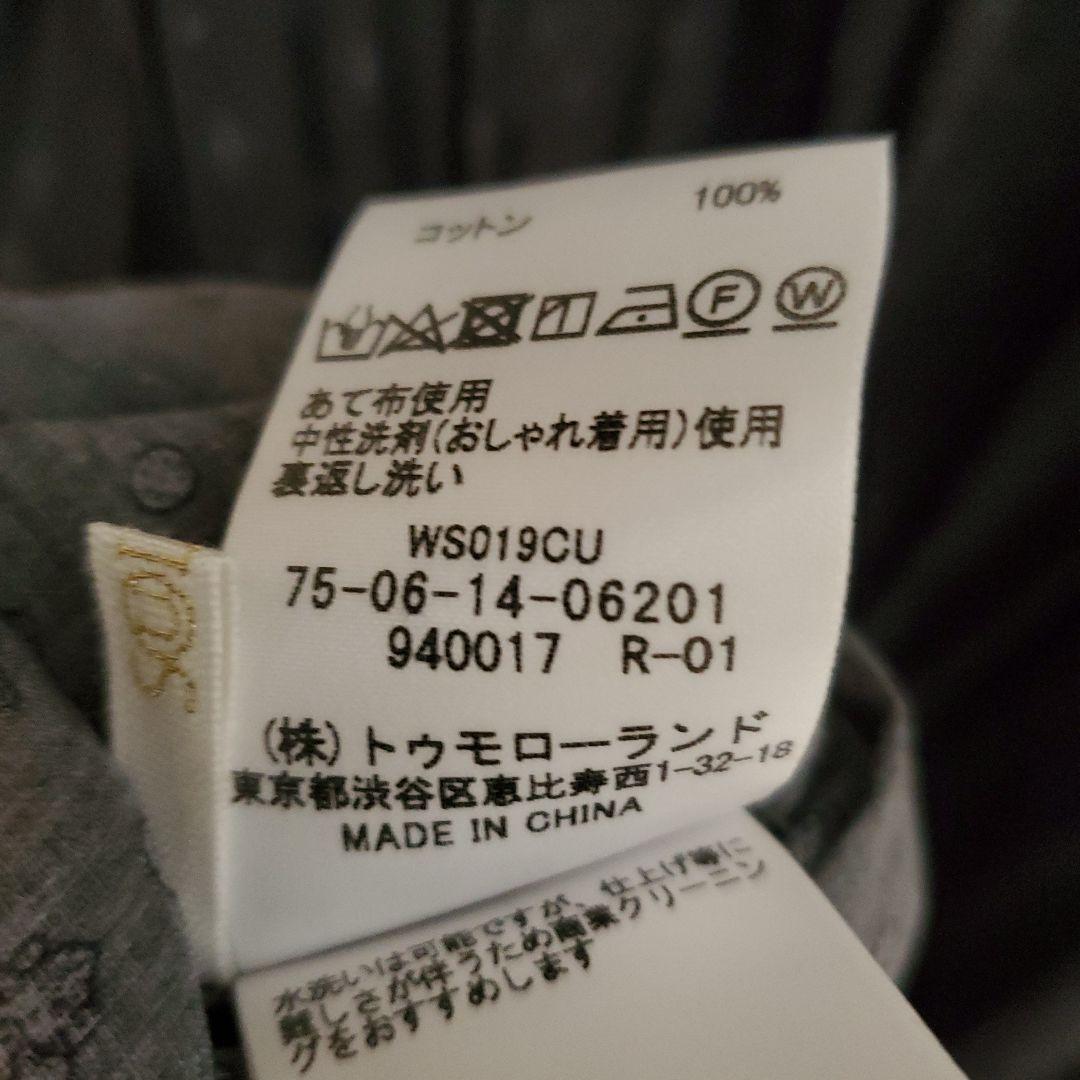 コットン 100%
F W
あて布使用
中性洗剤(おしゃれ着用)使用
裏返し洗い
WS019CU
75-06-14-06201
940017 R-01
(株)トゥモローランド
東京都渋谷区恵比寿西1-32-18
MADE IN CHINA
水洗いは可能ですが、仕上げ等に
難しさが伴うため商業クリーニン
グをおすすめします